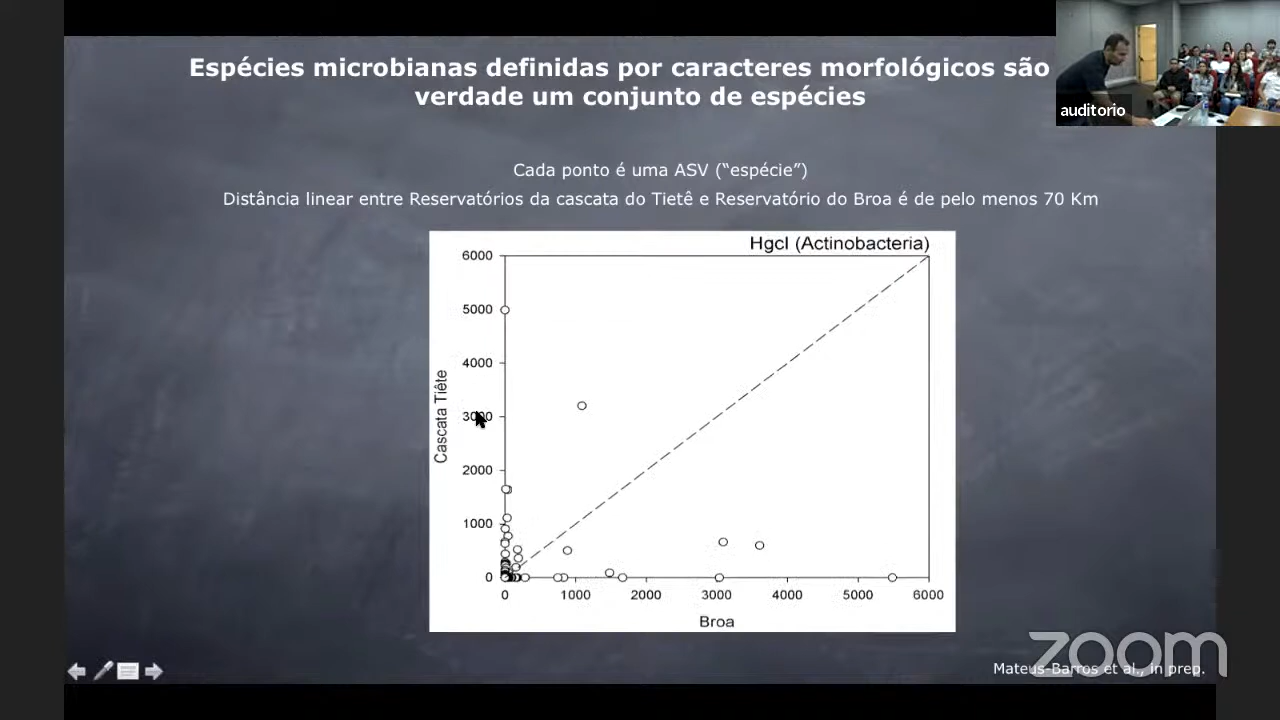 Espécies microbianas definidas por caracteres morfológicos são
verdade um conjunto de espécies
auditorio
Cada ponto é uma ASV (“espécie”)
Distância linear entre Reservatórios da cascata do Tietê e Reservatório do Broa é de pelo menos 70 Km
HgcI (Actinobacteria)
6000
5000
4000
3000
2000
1000
0
Cascata Tiête
0 1000 2000 3000 4000 5000 6000
Broa
zoom
Mateus-Barros et al., in prep.